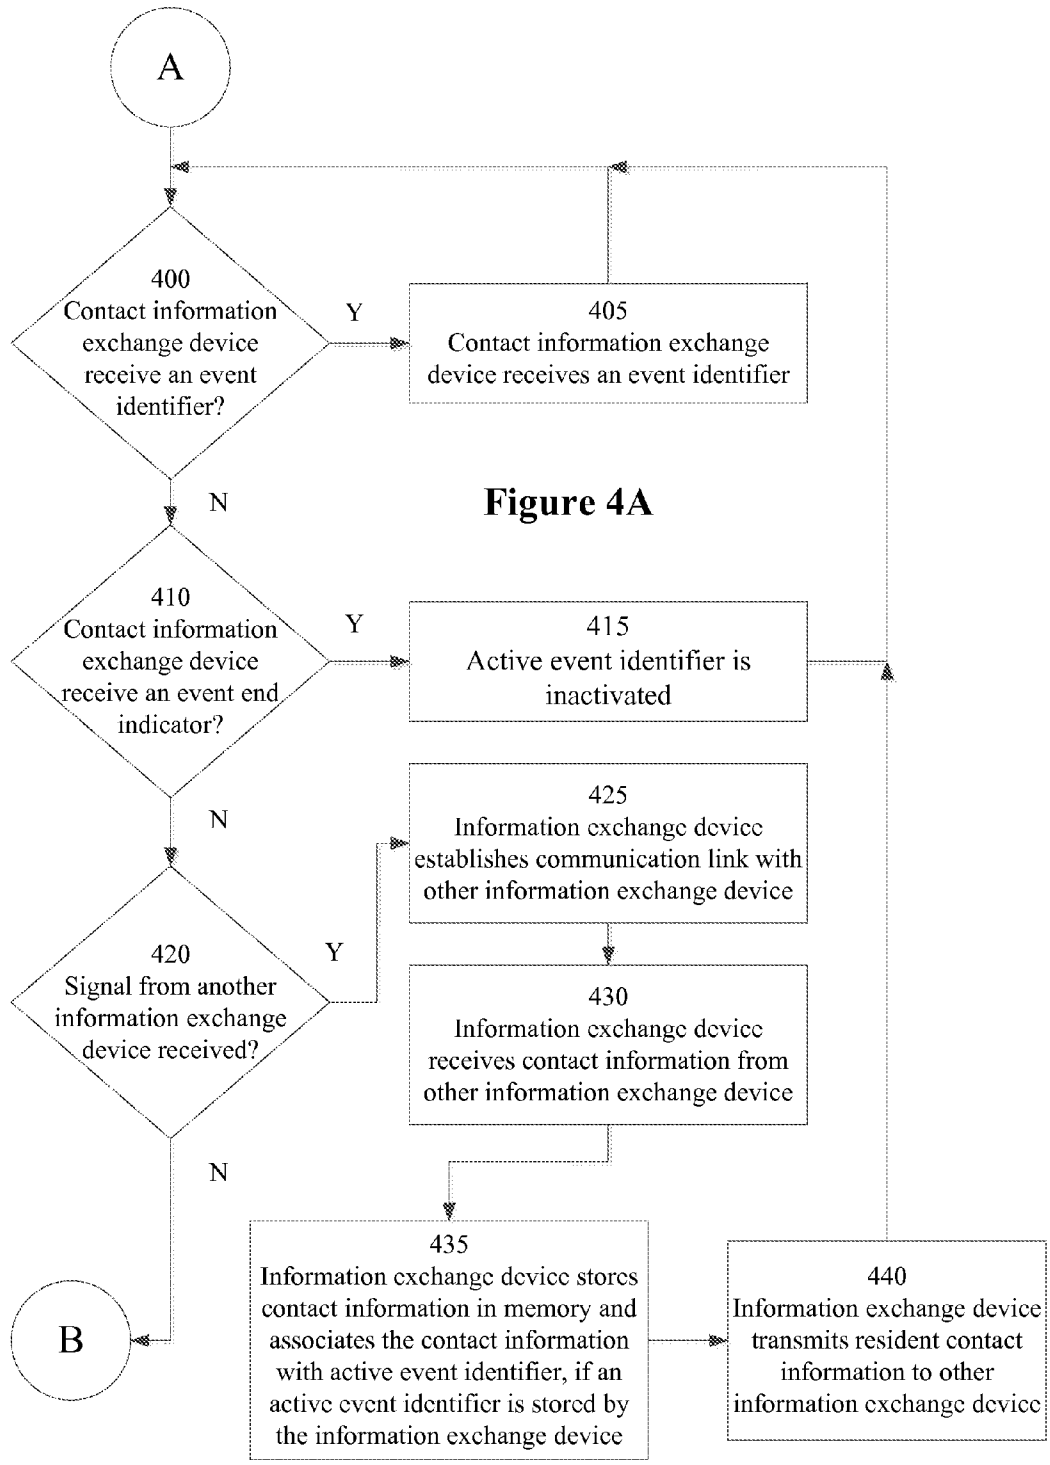 A
400
Contact information
exchange device
receive an event
identifier?
Y
405
Contact information exchange
device receives an event identifier
N
Figure 4A
410
Contact information
exchange device
receive an event end
indicator?
Y
415
Active event identifier is
inactivated
N
420
Signal from another
information exchange
device received?
Y
425
Information exchange device
establishes communication link with
other information exchange device
430
Information exchange device
receives contact information from
other information exchange device
N
435
Information exchange device stores
contact information in memory and
associates the contact information
with active event identifier, if an
active event identifier is stored by
the information exchange device
440
Information exchange device
transmits resident contact
information to other
information exchange device
B